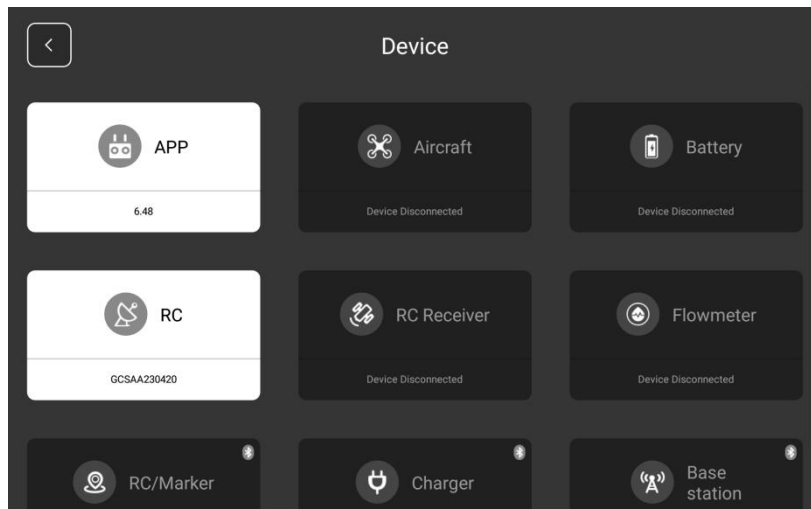 Device
APP
Aircraft
Battery
6.48
Device Disconnected
Device Disconnected
RC
RC Receiver
Flowmeter
GCSAA230420
Device Disconnected
Device Disconnected
RC/Marker
Charger
Base
station